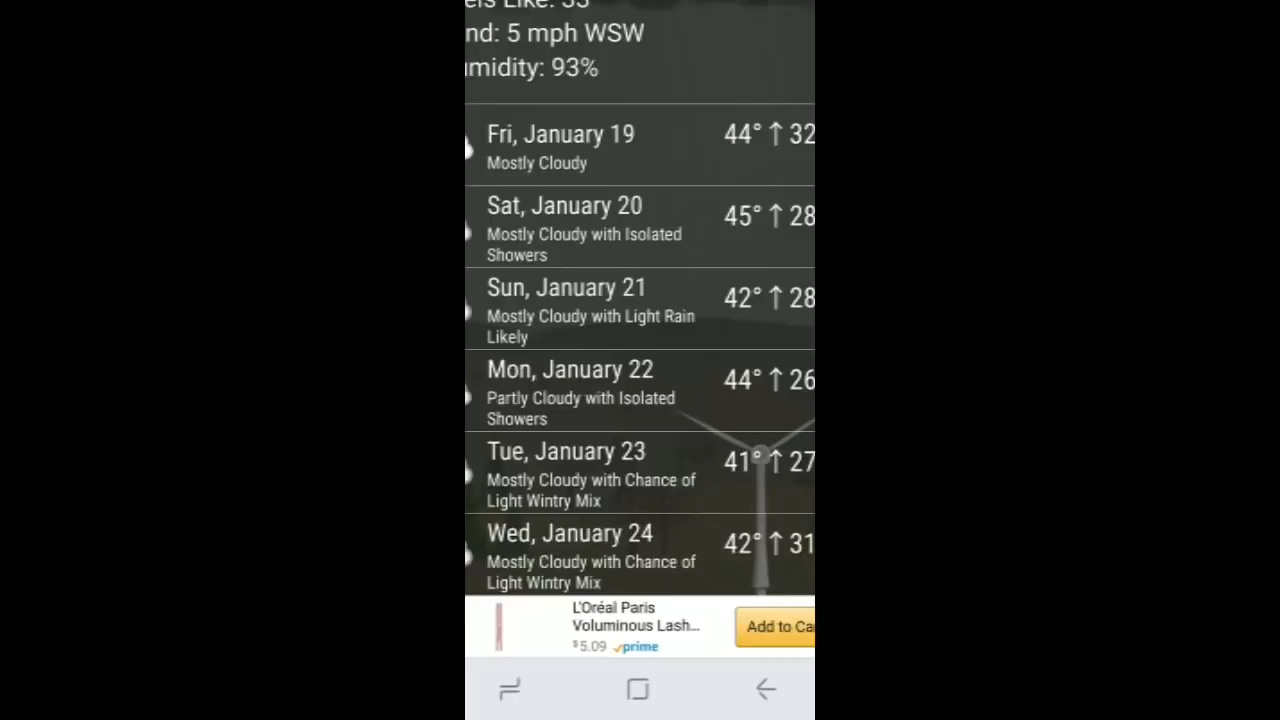 els Like: 33
nd: 5 mph WSW
umidity: 93%
Fri, January 19
44° ↑ 32
Mostly Cloudy
Sat, January 20
45° ↑ 28
Mostly Cloudy with Isolated
Showers
Sun, January 21
42° ↑ 28
Mostly Cloudy with Light Rain
Likely
Mon, January 22
44° ↑ 26
Partly Cloudy with Isolated
Showers
Tue, January 23
41° ↑ 27
Mostly Cloudy with Chance of
Light Wintry Mix
Wed, January 24
42° ↑ 31
Mostly Cloudy with Chance of
Light Wintry Mix
L'Oréal Paris
Voluminous Lash...
Add to Ca
$5.09 prime